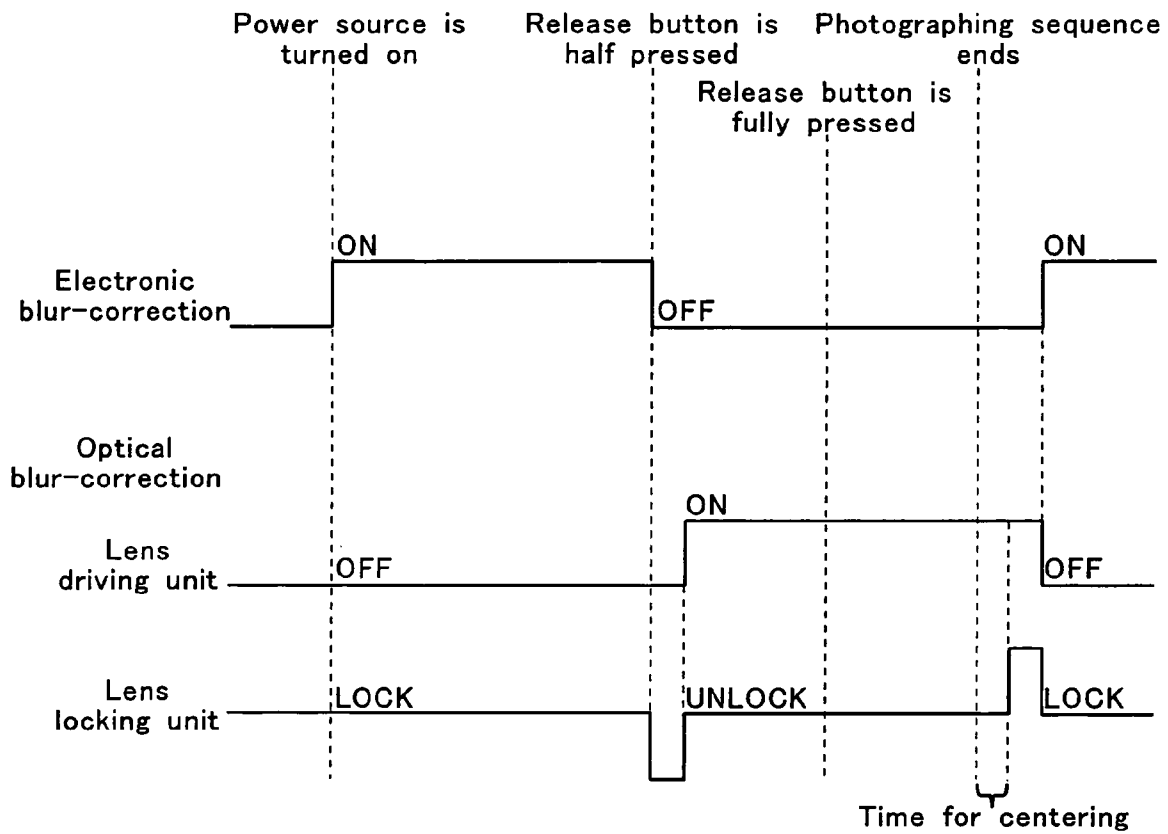 Power source is
turned on
Release button is
half pressed
Photographing sequence
ends
Release button is
fully pressed
ON
ON
Electronic
blur-correction
OFF
Optical
blur-correction
ON
Lens
driving unit
OFF
OFF
Lens
locking unit
LOCK
UNLOCK
LOCK
Time for centering